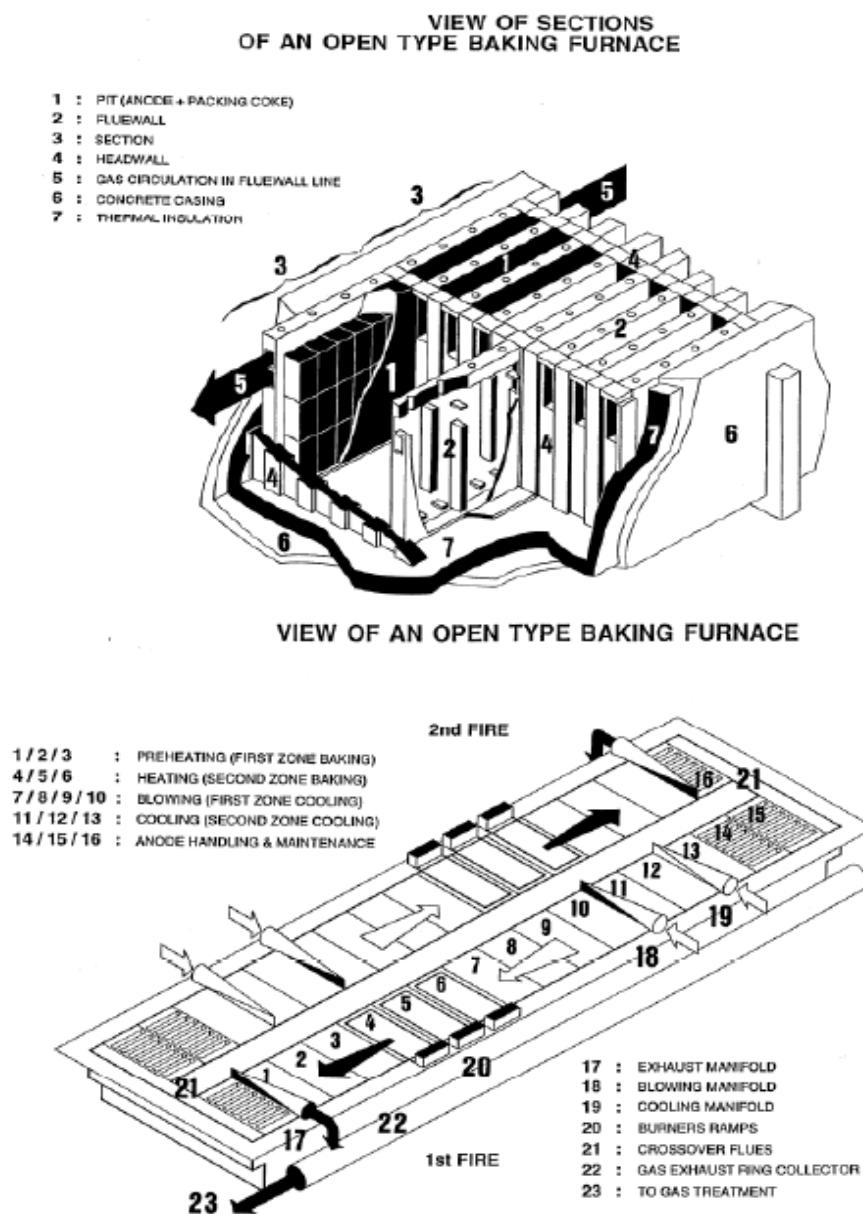 VIEW OF SECTIONS
OF AN OPEN TYPE BAKING FURNACE
1 : PIT (ANODE + PACKING COKE)
2 : FLUEWALL
3 : SECTION
4 : HEADWALL
5 : GAS CIRCULATION IN FLUEWALL LINE
6 : CONCRETE CASING
7 : THERMAL INSULATION
3
5
3
1
4
2
5
1
7
6
2
4
4
6
7
VIEW OF AN OPEN TYPE BAKING FURNACE
2nd FIRE
1 / 2 / 3 : PREHEATING (FIRST ZONE BAKING)
4 / 5 / 6 : HEATING (SECOND ZONE BAKING)
7 / 8 / 9 / 10 : BLOWING (FIRST ZONE COOLING)
11 / 12 / 13 : COOLING (SECOND ZONE COOLING)
14 / 15 / 16 : ANODE HANDLING & MAINTENANCE
16
21
15
14
13
12
11
10
19
9
18
8
7
6
5
4
3
20
2
1
21
17
22
1st FIRE
23
17 : EXHAUST MANIFOLD
18 : BLOWING MANIFOLD
19 : COOLING MANIFOLD
20 : BURNERS RAMPS
21 : CROSSOVER FLUES
22 : GAS EXHAUST RING COLLECTOR
23 : TO GAS TREATMENT